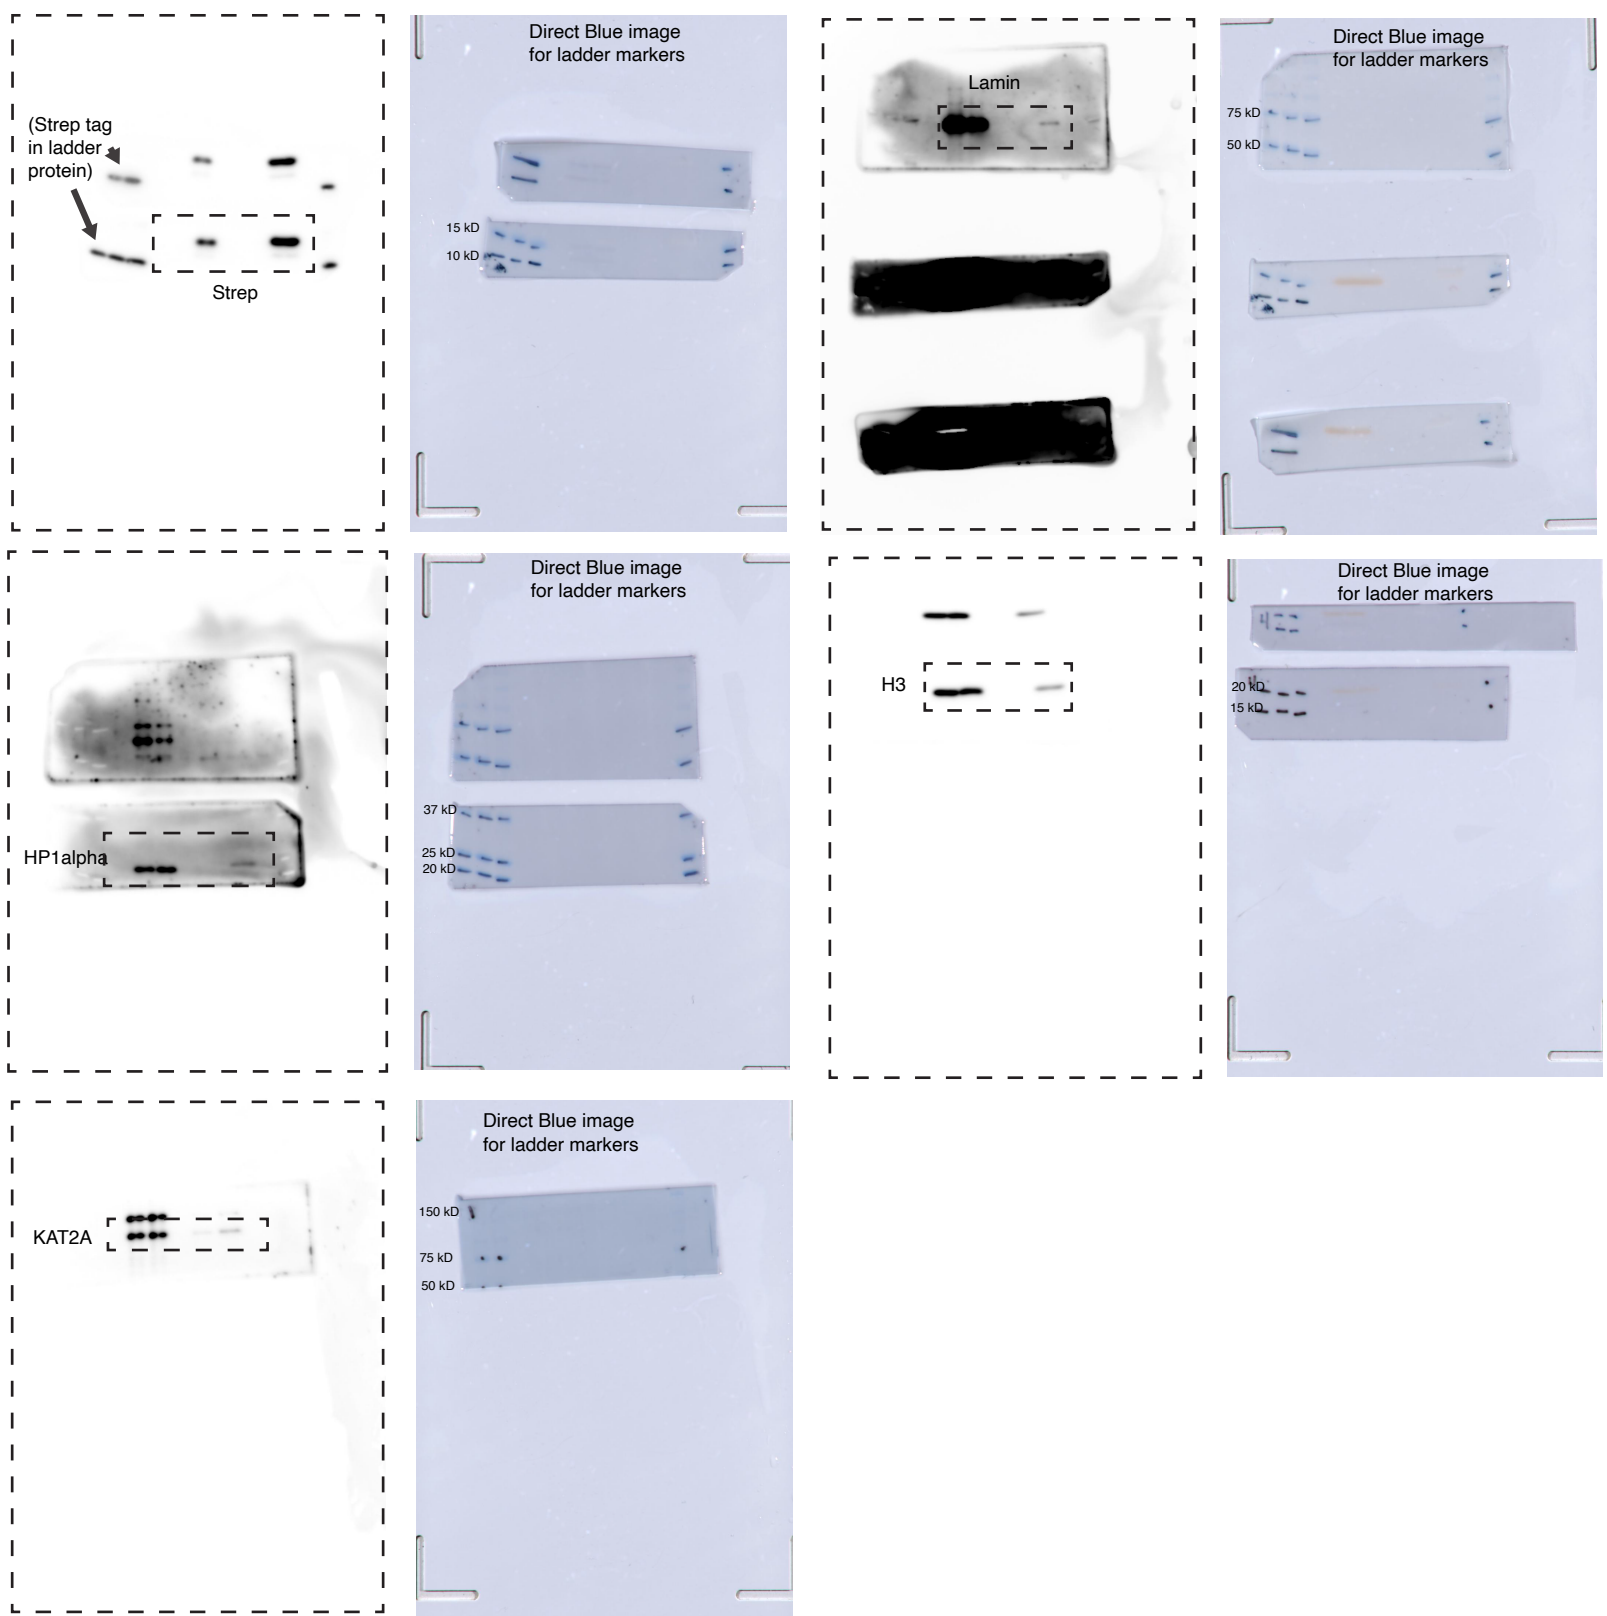 (Strep tag
in ladder
protein)
Strep
Direct Blue image
for ladder markers
15 kD
10 kD
Lamin
Direct Blue image
for ladder markers
75 kD
50 kD
HP1alpha
Direct Blue image
for ladder markers
37 kD
25 kD
20 kD
H3
Direct Blue image
for ladder markers
20 kD
15 kD
KAT2A
Direct Blue image
for ladder markers
150 kD
75 kD
50 kD